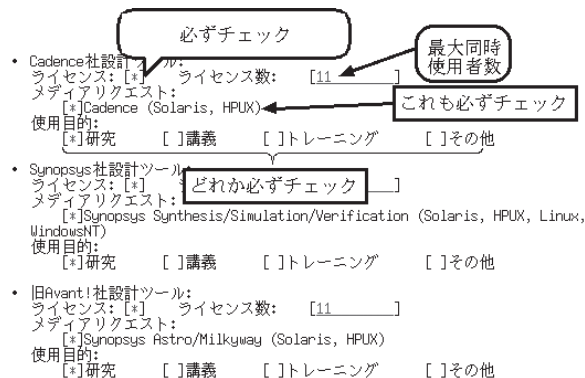 必ずチェック
最大同時
使用者数
• Cadence社設計ツール:
ライセンス: [*] ライセンス数: [11_______]
メディアリクエスト:
[*]Cadence (Solaris, HPUX)
これも必ずチェック
使用目的:
[*]研究 [ ]講義 [ ]トレーニング [ ]その他
• Synopsys社設計ツール:
ライセンス: [*]
どれか必ずチェック
メディアリクエスト:
[*]Synopsys Synthesis/Simulation/Verification (Solaris, HPUX, Linux,
WindowsNT)
使用目的:
[*]研究 [ ]講義 [ ]トレーニング [ ]その他
• 旧Avant!社設計ツール:
ライセンス: [*] ライセンス数: [11_______]
メディアリクエスト:
[*]Synopsys Astro/Milkyway (Solaris, HPUX)
使用目的:
[*]研究 [ ]講義 [ ]トレーニング [ ]その他